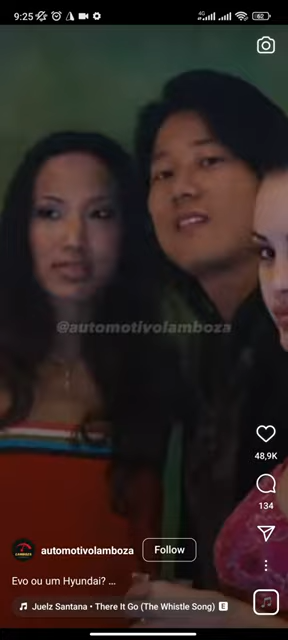 9:25
4G
62
@automotivolamboza
48,9K
134
automotivolamboza
Follow
Evo ou um Hyundai? ...
Juelz Santana • There It Go (The Whistle Song) E